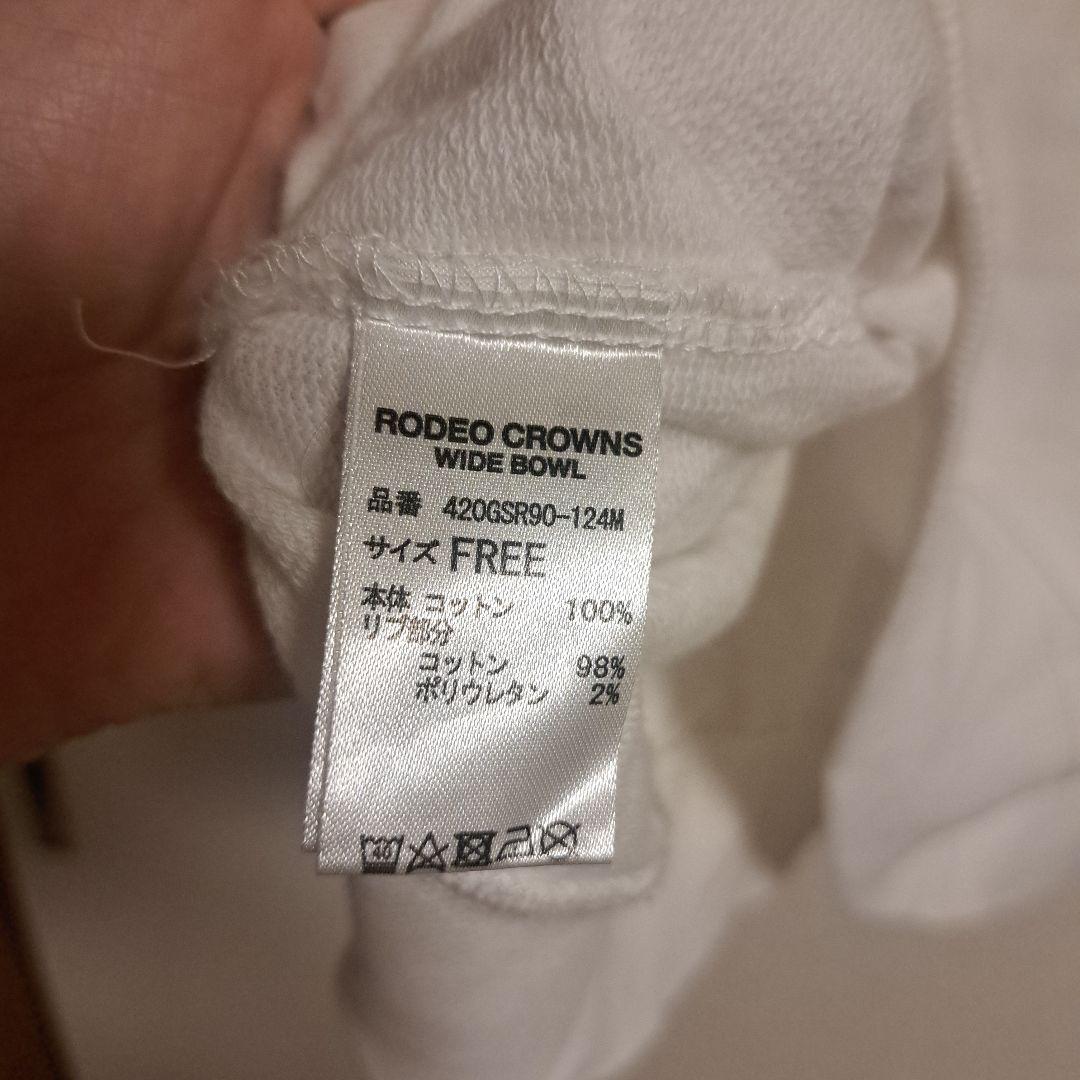 RODEO CROWNS
WIDE BOWL
品番 420GSR90-124M
サイズ FREE
本体 コットン 100%
リブ部分
コットン 98%
ポリウレタン 2%